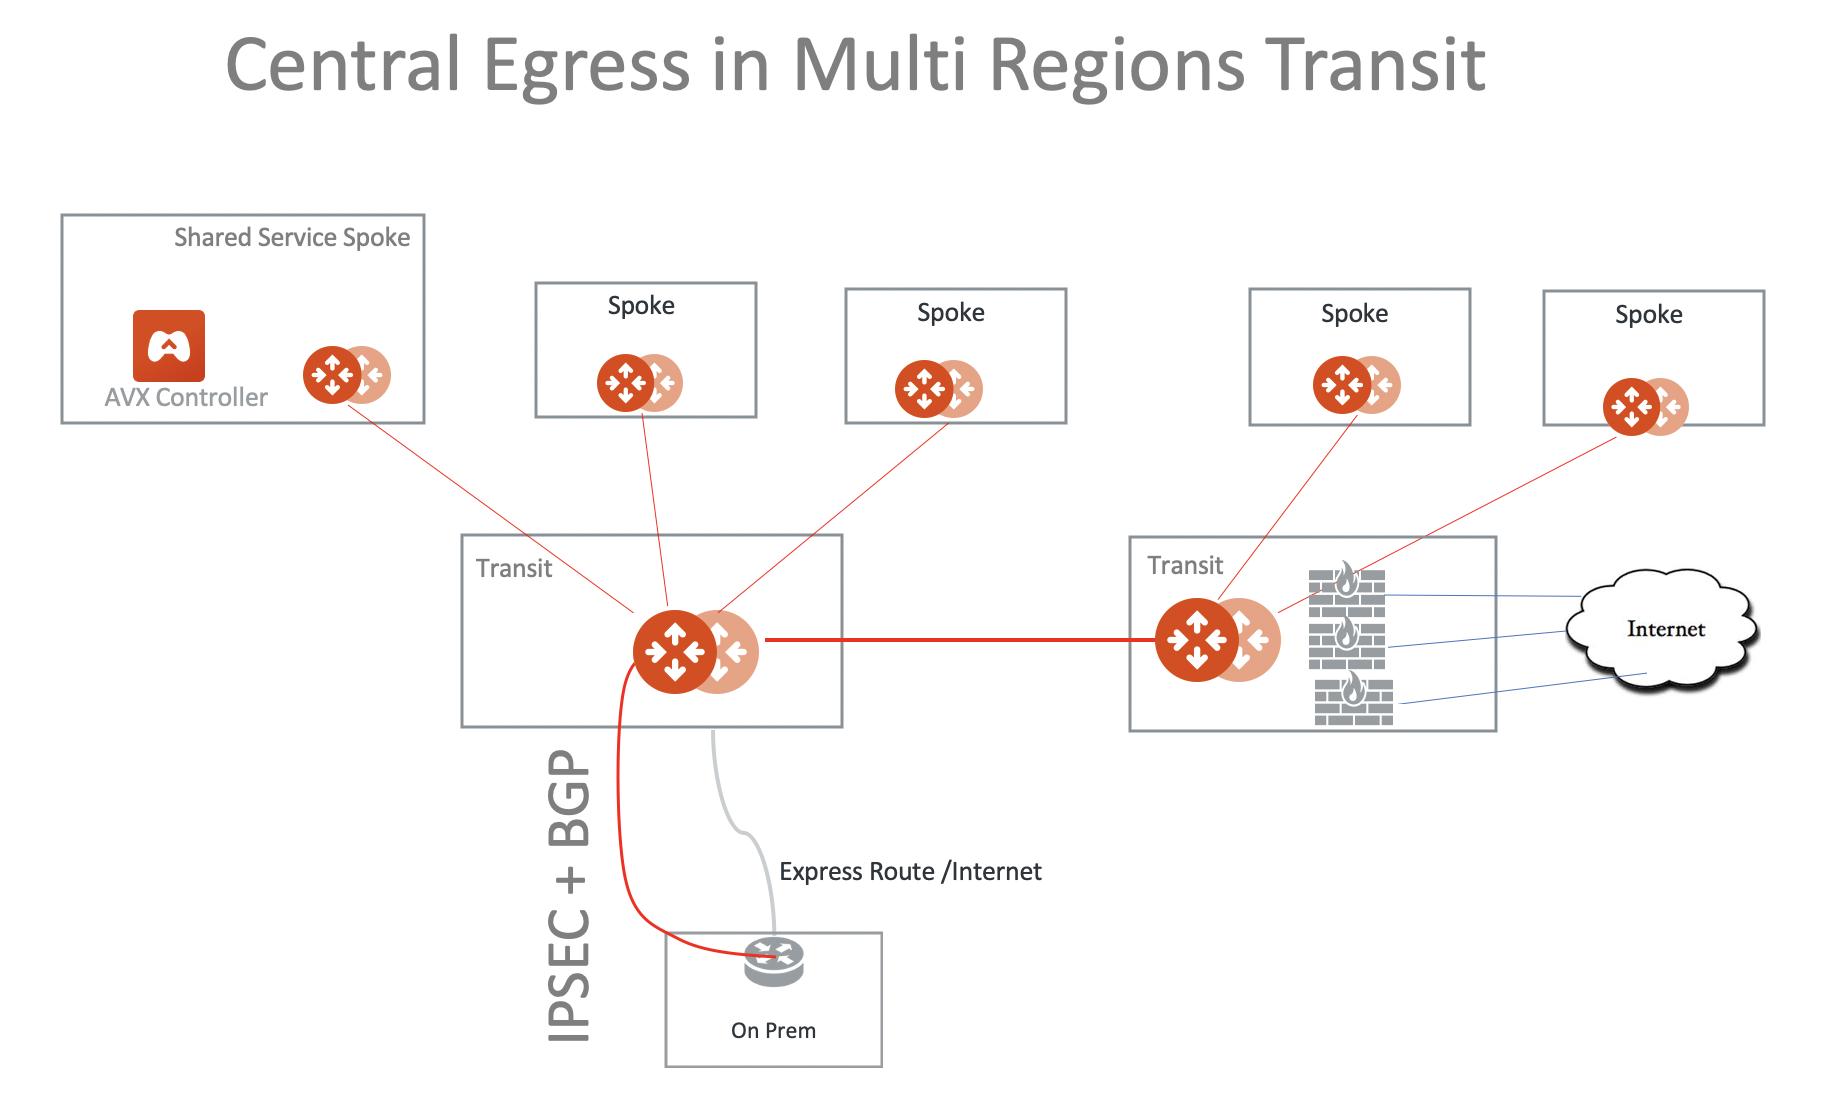 Central Egress in Multi Regions Transit
Shared Service Spoke
AVX Controller
Spoke
Spoke
Spoke
Spoke
Transit
Transit
Internet
IPSEC + BGP
Express Route /Internet
On Prem